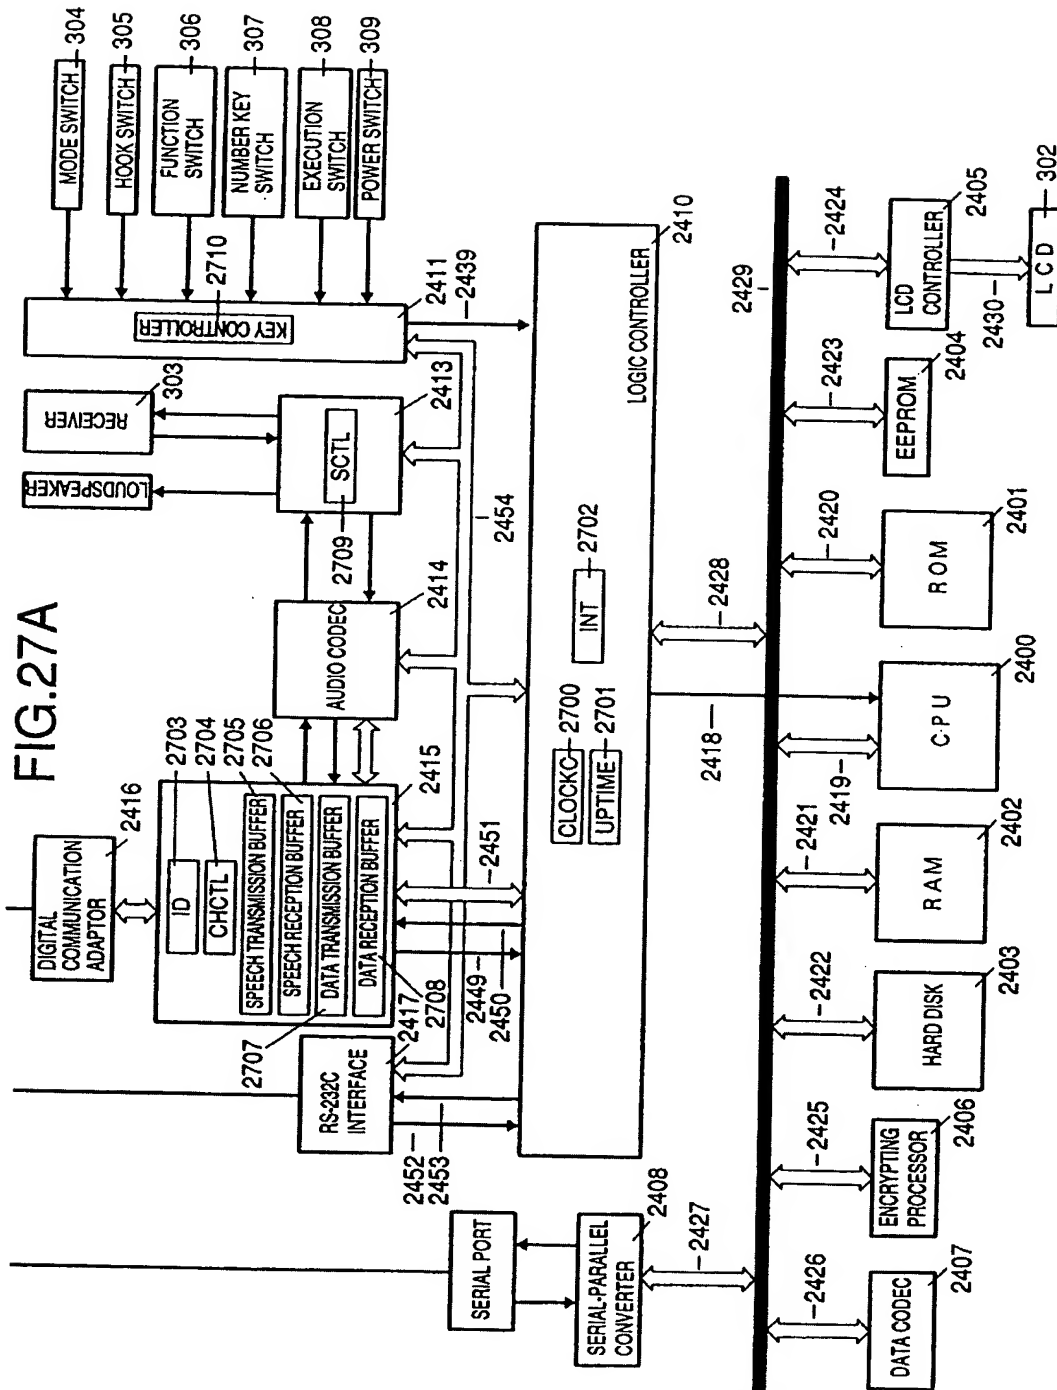 FIG.27A
MODE SWITCH
304
HOOK SWITCH
305
FUNCTION
SWITCH
306
NUMBER KEY
SWITCH
307
EXECUTION
SWITCH
308
POWER SWITCH
309
KEY CONTROLLER
2710
2411
2439
RECEIVER
303
LOUDSPEAKER
SCTL
2709
2413
AUDIO CODEC
2414
2454
DIGITAL
COMMUNICATION
ADAPTOR
2416
ID
2703
CHCTL
2704
SPEECH TRANSMISSION BUFFER
2705
SPEECH RECEPTION BUFFER
2706
DATA TRANSMISSION BUFFER
2707
DATA RECEPTION BUFFER
2708
2415
2451
2449
2450
RS-232C
INTERFACE
2417
2452
2453
SERIAL PORT
SERIAL-PARALLEL
CONVERTER
2408
2427
LOGIC CONTROLLER
2410
CLOCKC
2700
UPTIME
2701
INT
2702
2428
2418
2429
DATA CODEC
2407
2426
ENCRYPTING
PROCESSOR
2406
2425
HARD DISK
2403
2422
RAM
2402
2421
CPU
2400
2419
ROM
2401
2420
EEPROM
2404
2423
LCD
CONTROLLER
2405
2424
2430
LCD
302